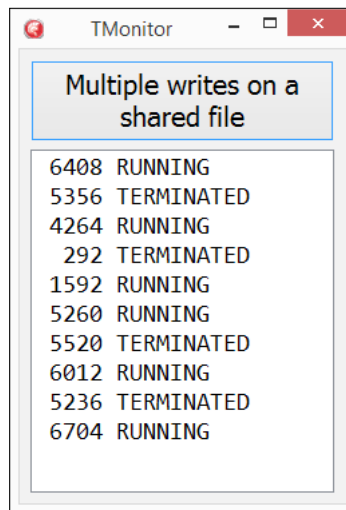 TMonitor
Multiple writes on a
shared file
6408 RUNNING
5356 TERMINATED
4264 RUNNING
292 TERMINATED
1592 RUNNING
5260 RUNNING
5520 TERMINATED
6012 RUNNING
5236 TERMINATED
6704 RUNNING